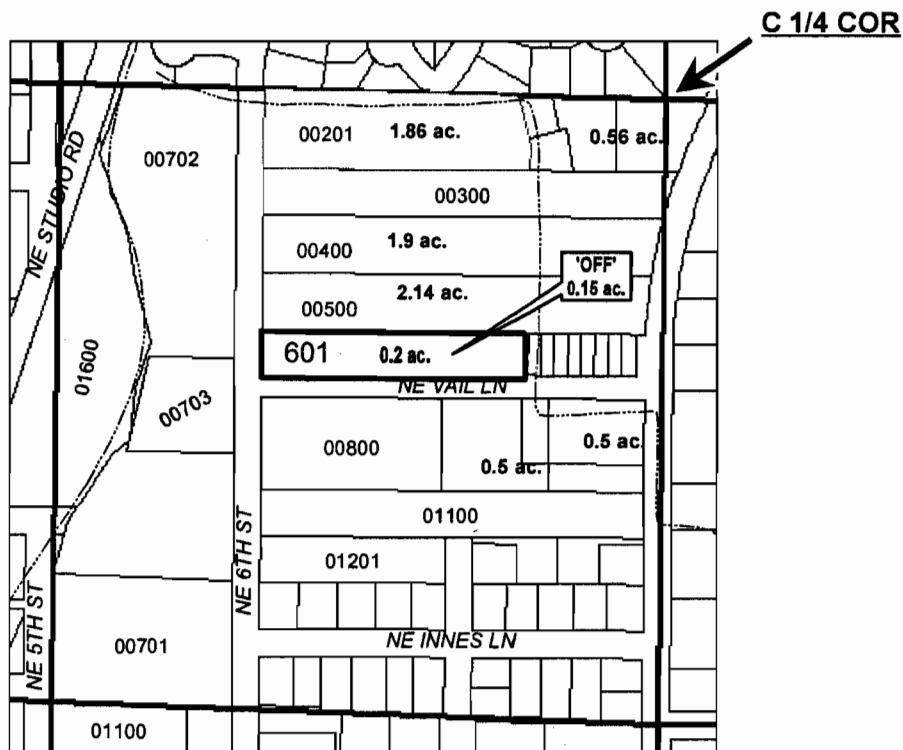 C 1/4 COR
00201 1.86 ac.
0.56 ac.
00702
NE STUDIO RD
00300
00400 1.9 ac.
'OFF'
0.15 ac.
2.14 ac.
00500
601 0.2 ac.
01600
NE VAIL LN
00703
00800
0.5 ac.
0.5 ac.
01100
NE 6TH ST
01201
NE 5TH ST
00701
NE INNES LN
01100